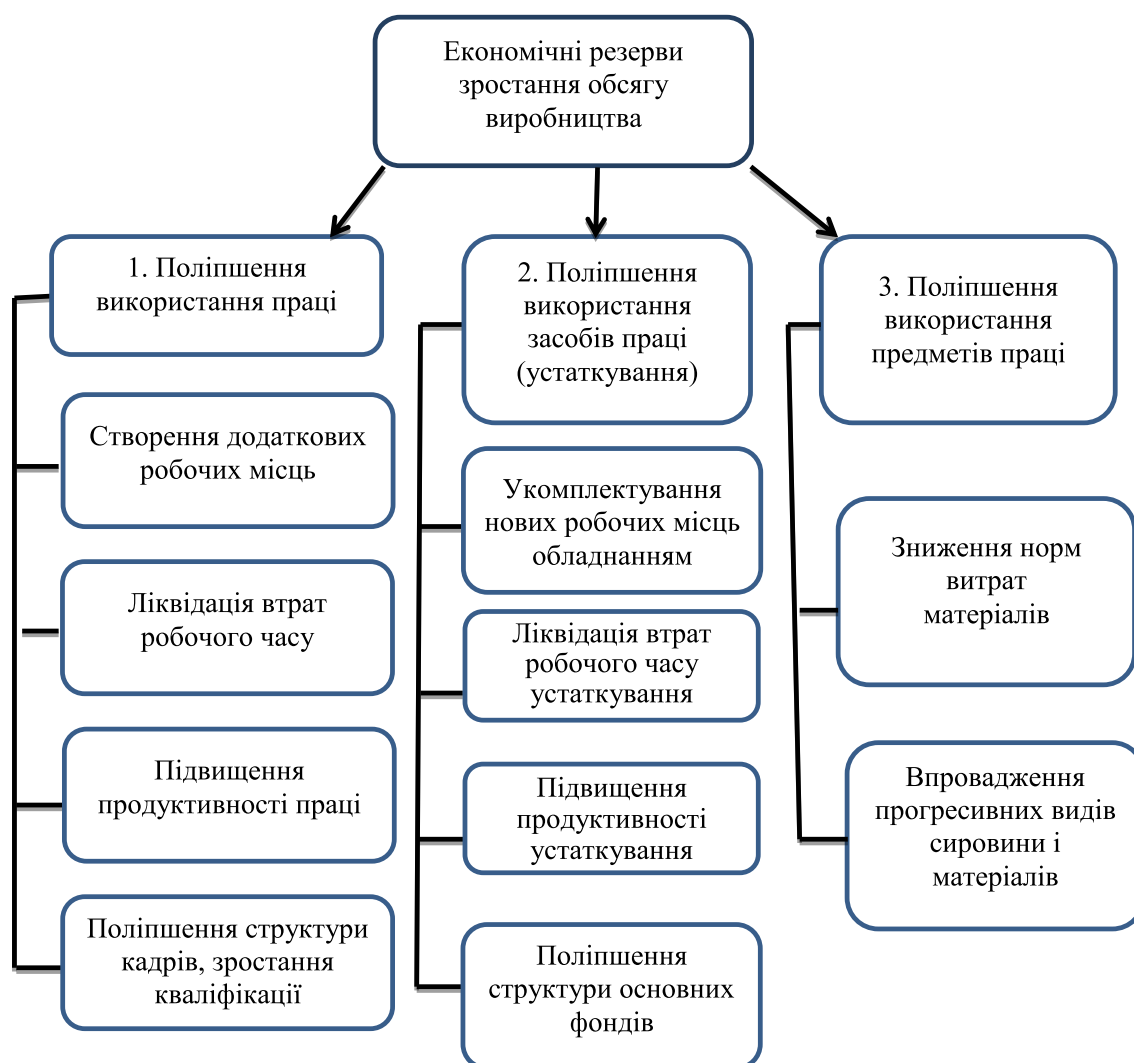 Економічні резерви
зростання обсягу
виробництва
1. Поліпшення
використання праці
Створення додаткових
робочих місць
Ліквідація втрат
робочого часу
Підвищення
продуктивності праці
Поліпшення структури
кадрів, зростання
кваліфікації
2. Поліпшення
використання
засобів праці
(устаткування)
Укомплектування
нових робочих місць
обладнанням
Ліквідація втрат
робочого часу
устаткування
Підвищення
продуктивності
устаткування
Поліпшення
структури основних
фондів
3. Поліпшення
використання
предметів праці
Зниження норм
витрат
матеріалів
Впровадження
прогресивних видів
сировини і
матеріалів